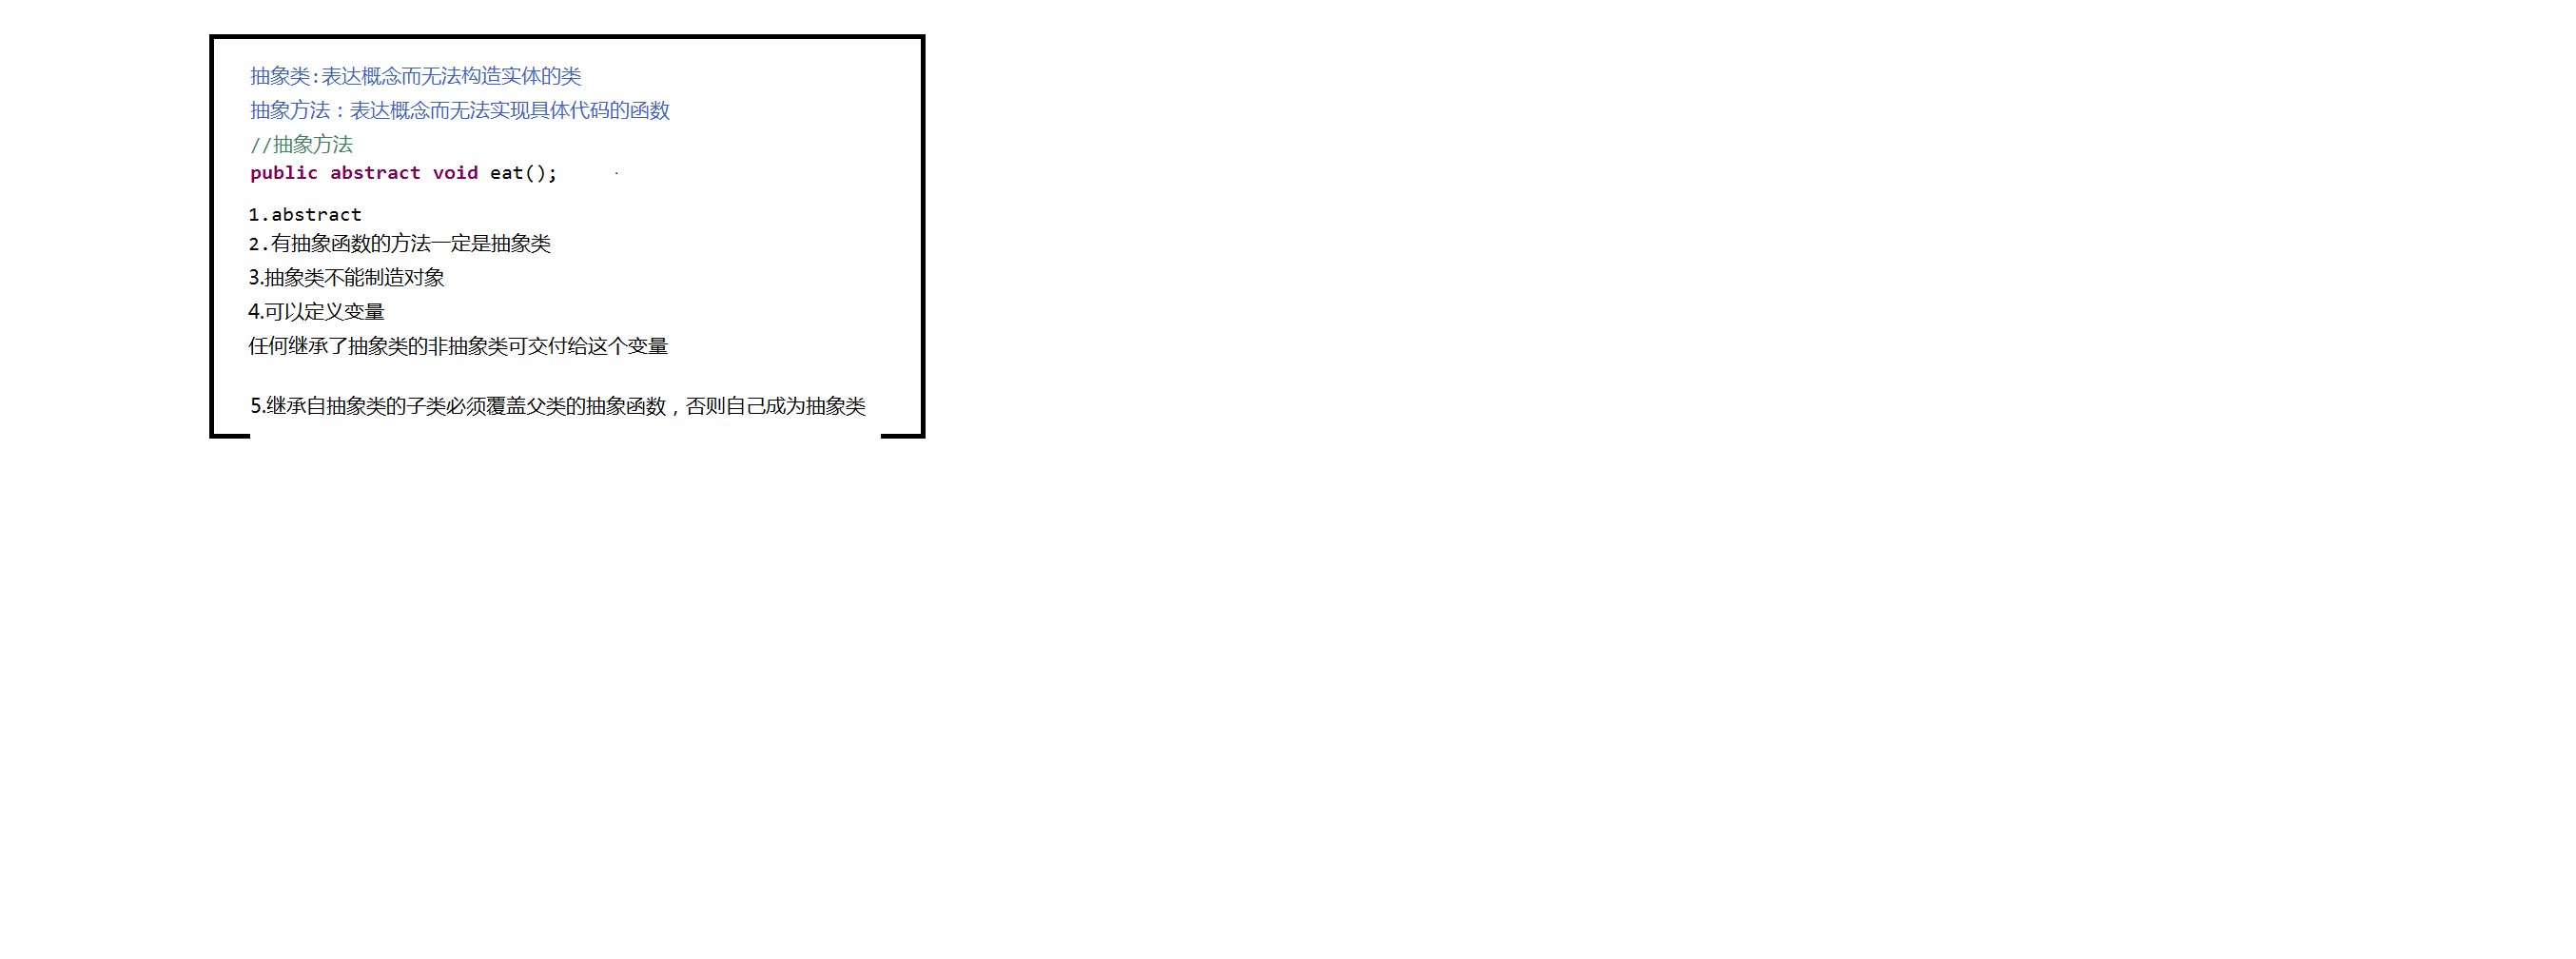 抽象类:表达概念而无法构造实体的类
抽象方法：表达概念而无法实现具体代码的函数
//抽象方法
public abstract void eat();
1.abstract
2.有抽象函数的方法一定是抽象类
3.抽象类不能制造对象
4.可以定义变量
任何继承了抽象类的非抽象类可交付给这个变量
5.继承自抽象类的子类必须覆盖父类的抽象函数，否则自己成为抽象类